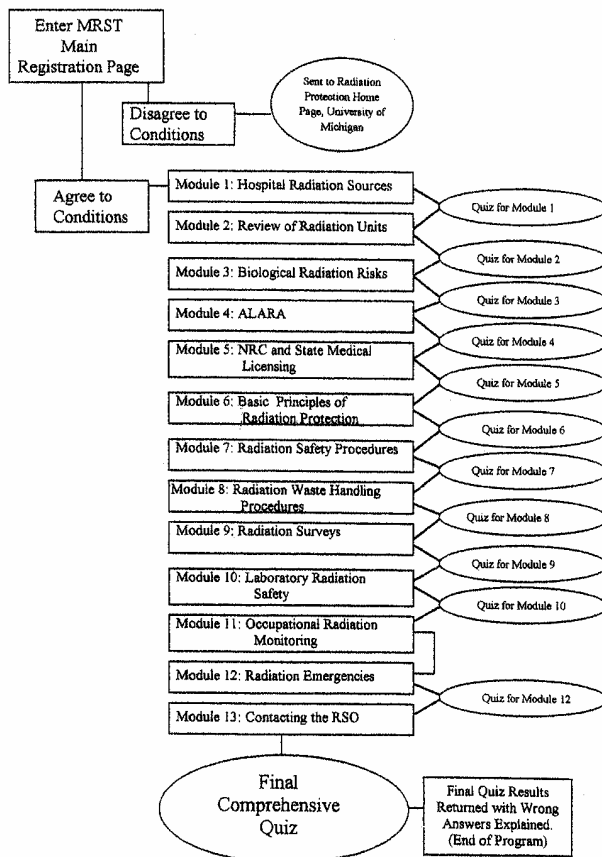 Enter MRST
Main
Registration Page
Disagree to
Conditions
Sent to Radiation
Protection Home
Page, University of
Michigan
Agree to
Conditions
Module 1: Hospital Radiation Sources
Quiz for Module 1
Module 2: Review of Radiation Units
Quiz for Module 2
Module 3: Biological Radiation Risks
Quiz for Module 3
Module 4: ALARA
Quiz for Module 4
Module 5: NRC and State Medical
Licensing
Quiz for Module 5
Module 6: Basic Principles of
Radiation Protection
Quiz for Module 6
Module 7: Radiation Safety Procedures
Quiz for Module 7
Module 8: Radiation Waste Handling
Procedures
Quiz for Module 8
Module 9: Radiation Surveys
Quiz for Module 9
Module 10: Laboratory Radiation
Safety
Quiz for Module 10
Module 11: Occupational Radiation
Monitoring
Module 12: Radiation Emergencies
Quiz for Module 12
Module 13: Contacting the RSO
Final
Comprehensive
Quiz
Final Quiz Results
Returned with Wrong
Answers Explained.
(End of Program)